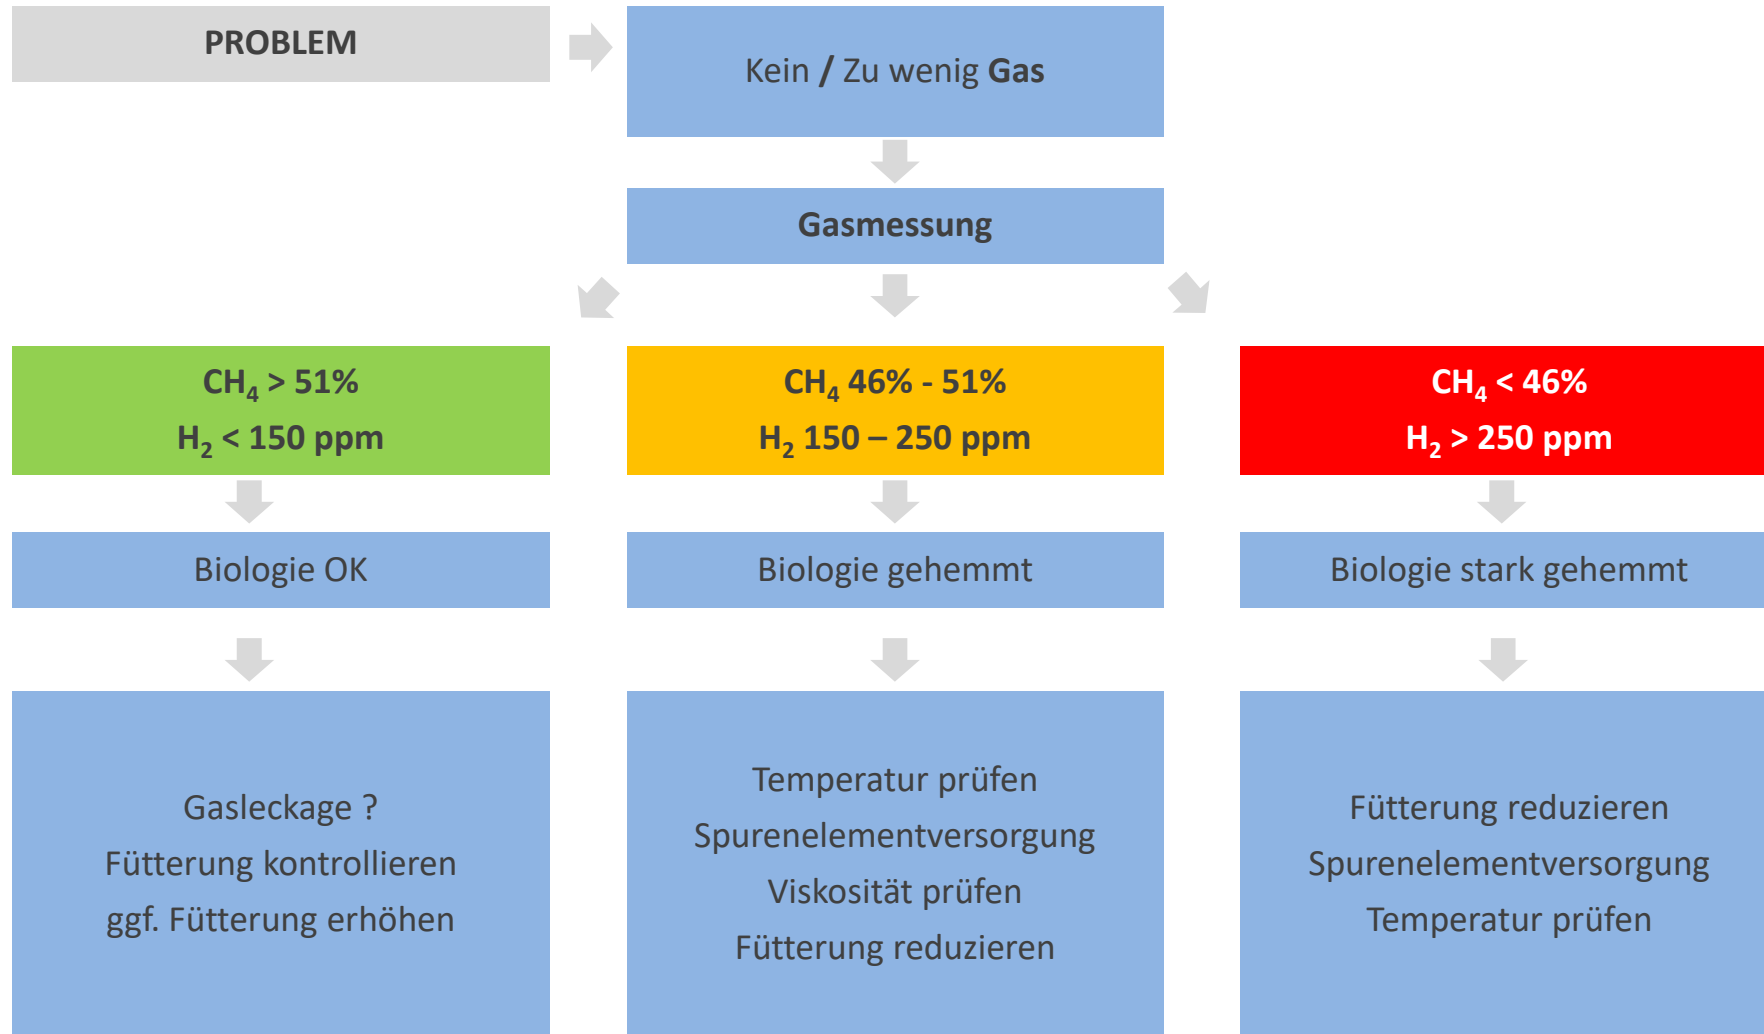 PROBLEM
Kein / Zu wenig Gas
Gasmessung
CH₄ > 51%
H₂ < 150 ppm
CH₄ 46% - 51%
H₂ 150 – 250 ppm
CH₄ < 46%
H₂ > 250 ppm
Biologie OK
Biologie gehemmt
Biologie stark gehemmt
Gasleckage ?
Fütterung kontrollieren
ggf. Fütterung erhöhen
Temperatur prüfen
Spurenelementversorgung
Viskosität prüfen
Fütterung reduzieren
Fütterung reduzieren
Spurenelementversorgung
Temperatur prüfen